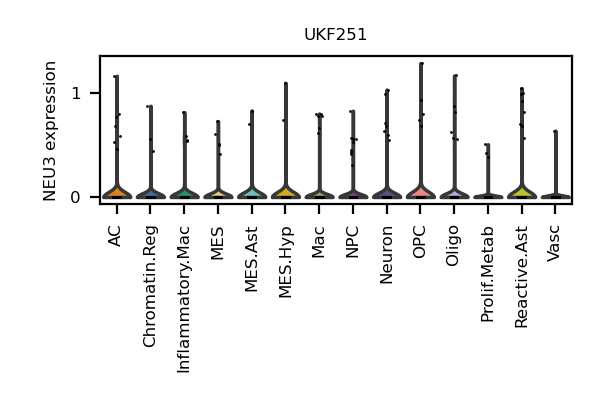 UKF251
NEU3 expression
1
0
AC
Chromatin.Reg
Inflammatory.Mac
MES
MES.Ast
MES.Hyp
Mac
NPC
Neuron
OPC
Oligo
Prolif.Metab
Reactive.Ast
Vasc